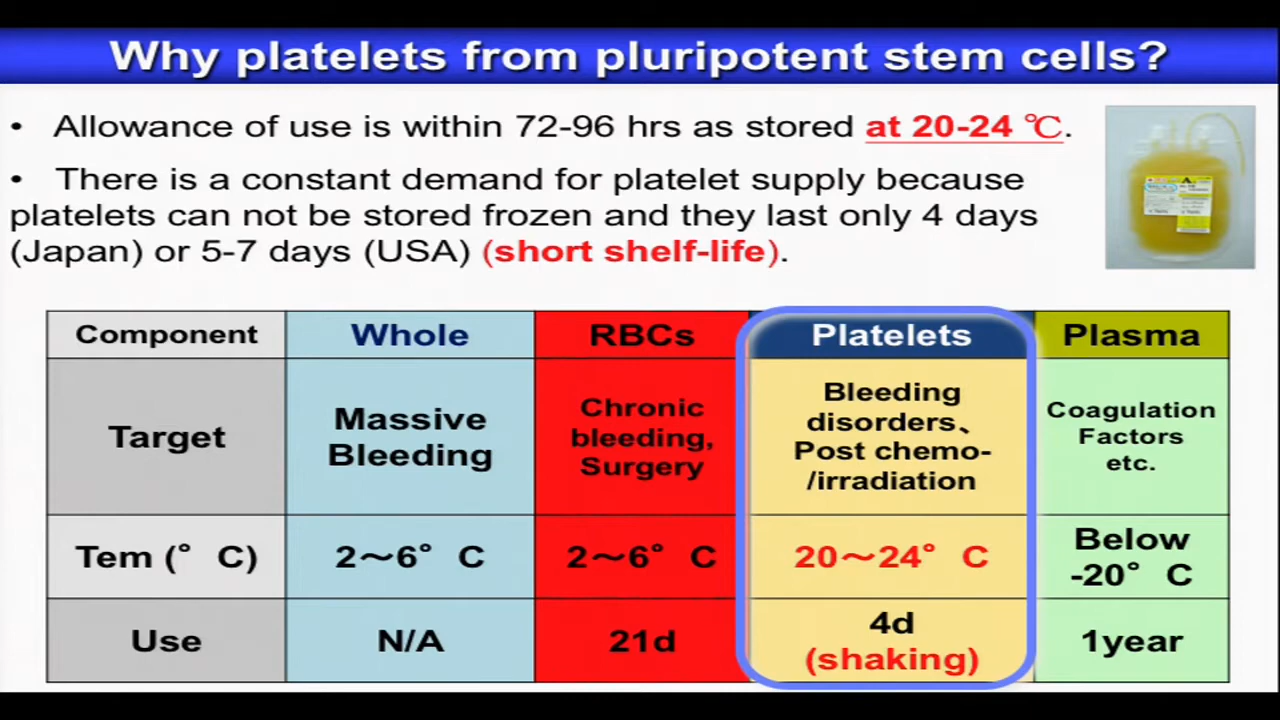 Why platelets from pluripotent stem cells?
• Allowance of use is within 72-96 hrs as stored at 20-24 ℃.
• There is a constant demand for platelet supply because
platelets can not be stored frozen and they last only 4 days
(Japan) or 5-7 days (USA) (short shelf-life).
Component Whole RBCs Platelets Plasma
Target
Massive
Bleeding
Chronic
bleeding,
Surgery
Bleeding
disorders、
Post chemo-
/irradiation
Coagulation
Factors
etc.
Tem (° C) 2～6° C 2～6° C 20～24° C
Below
-20° C
Use N/A 21d
4d
(shaking)
1year